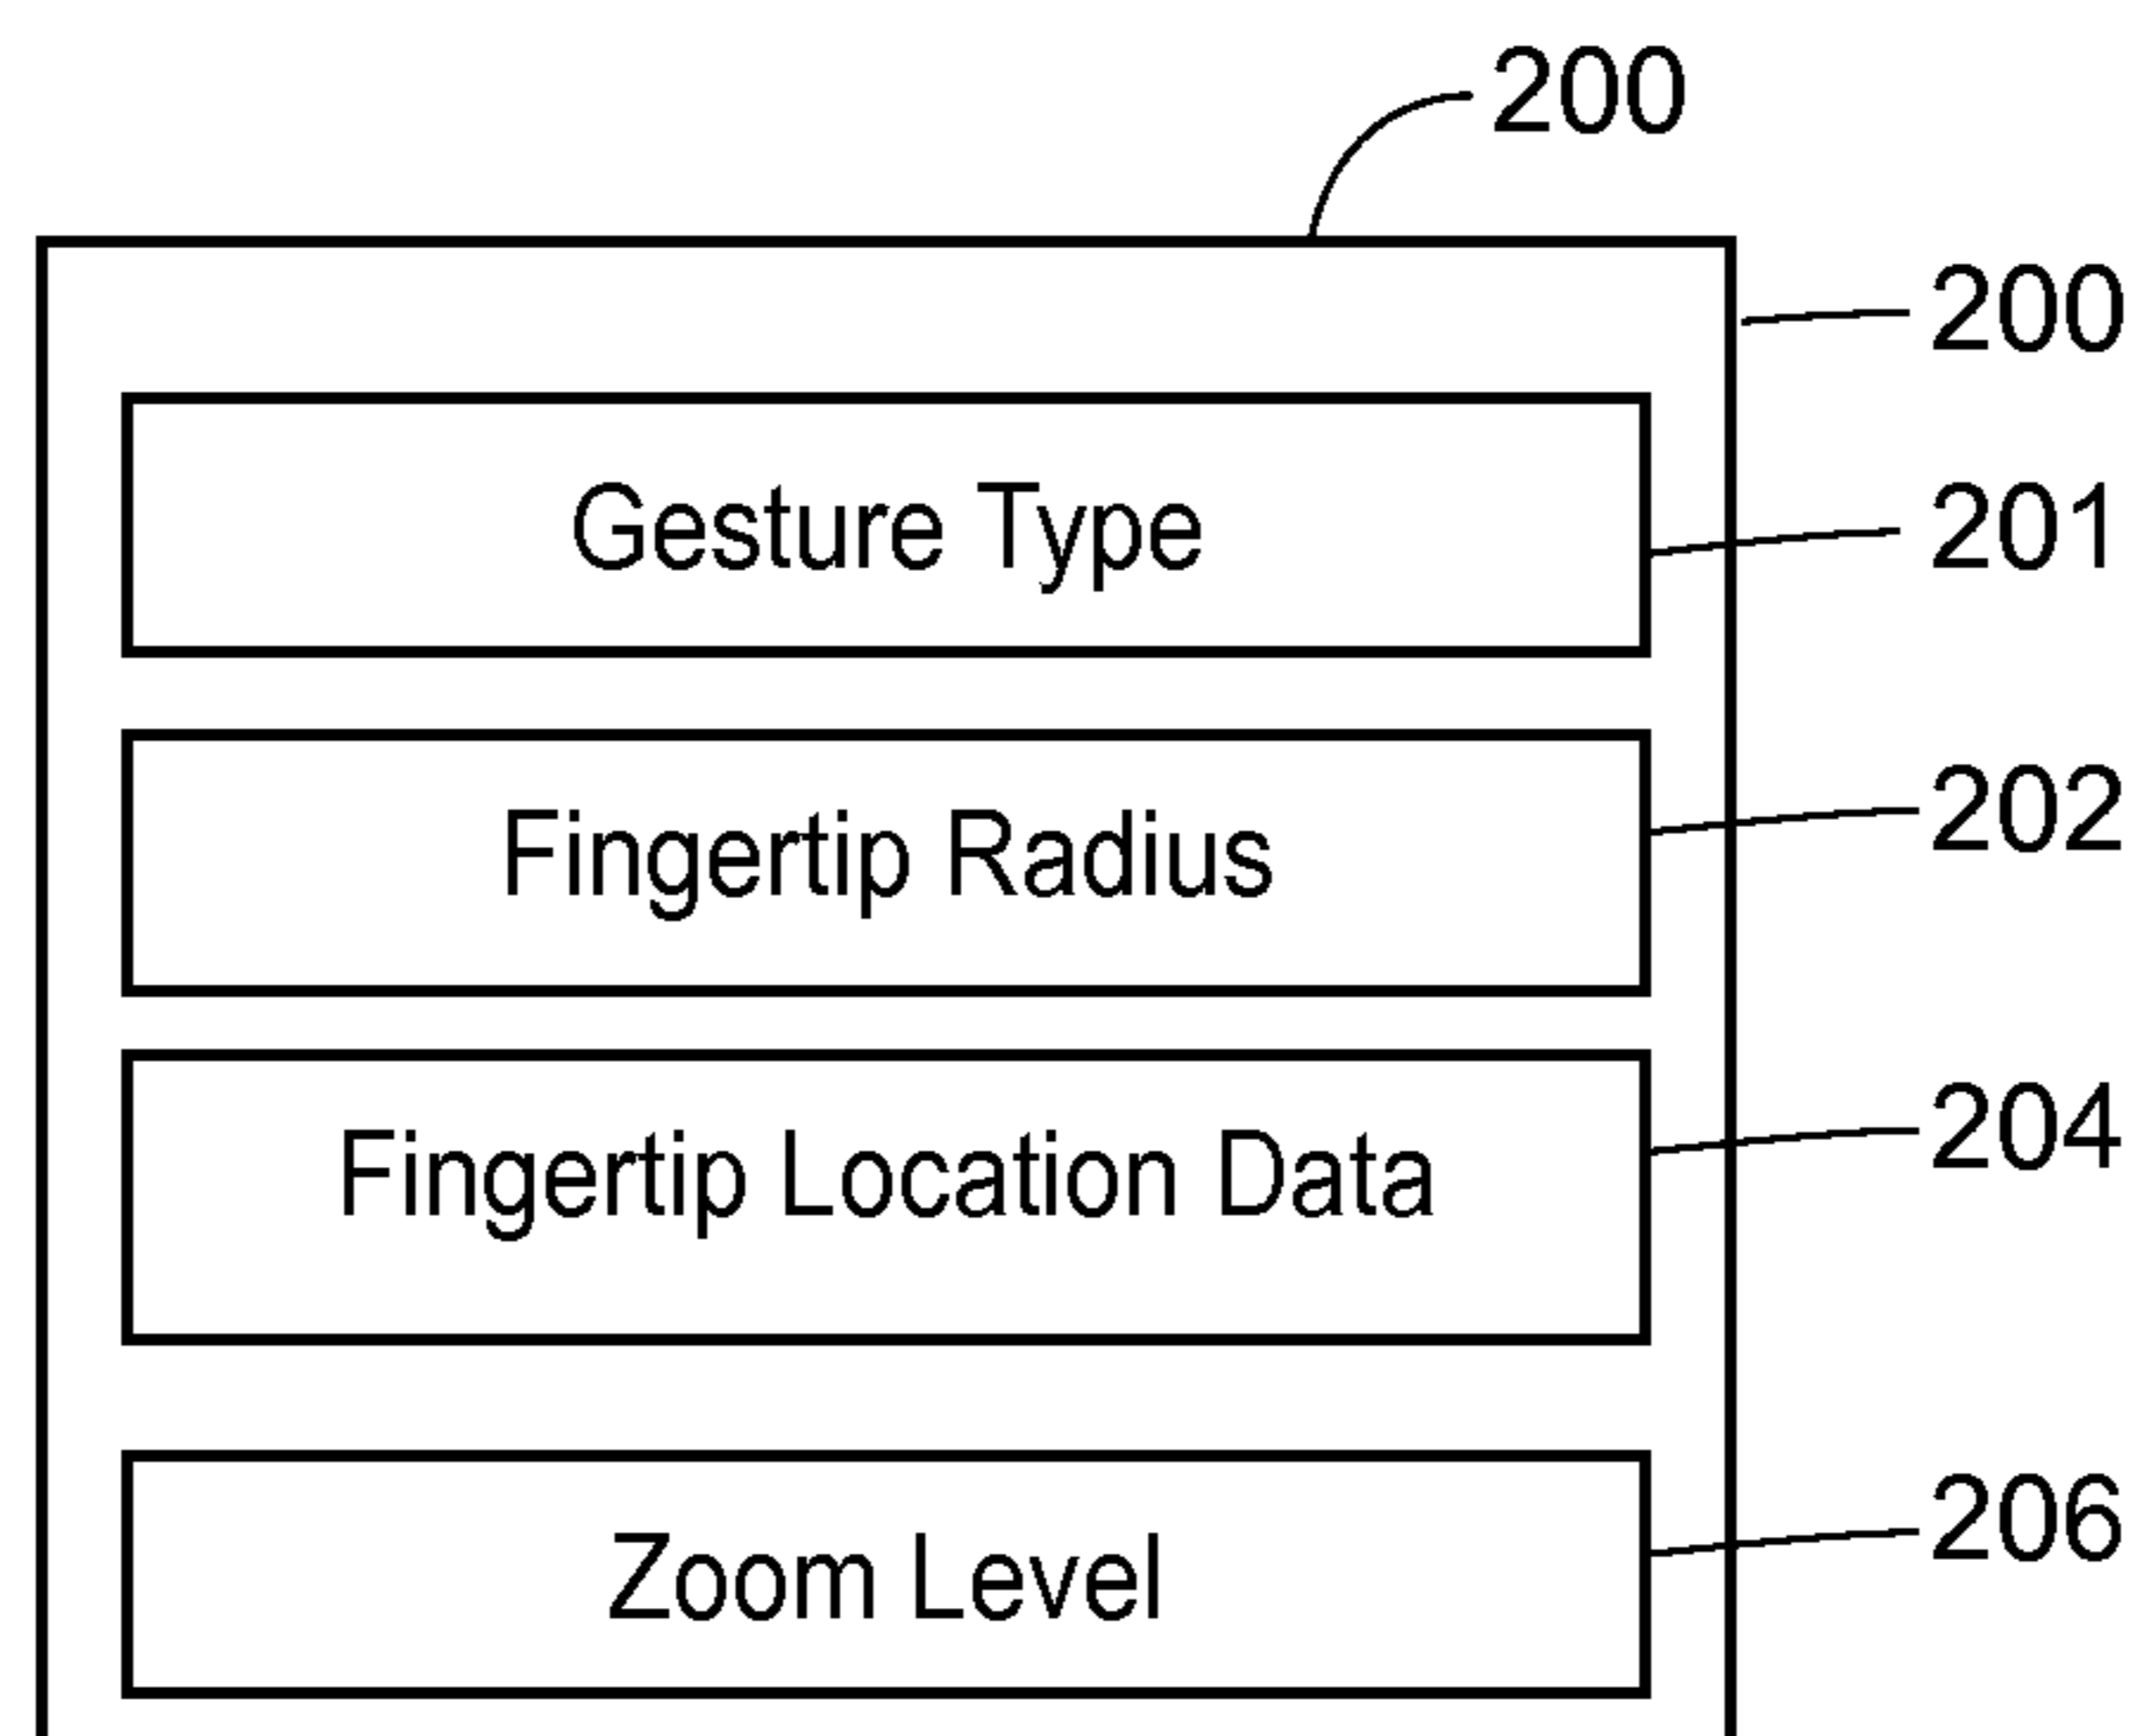 200
200
Gesture Type 201
Fingertip Radius 202
Fingertip Location Data 204
Zoom Level 206